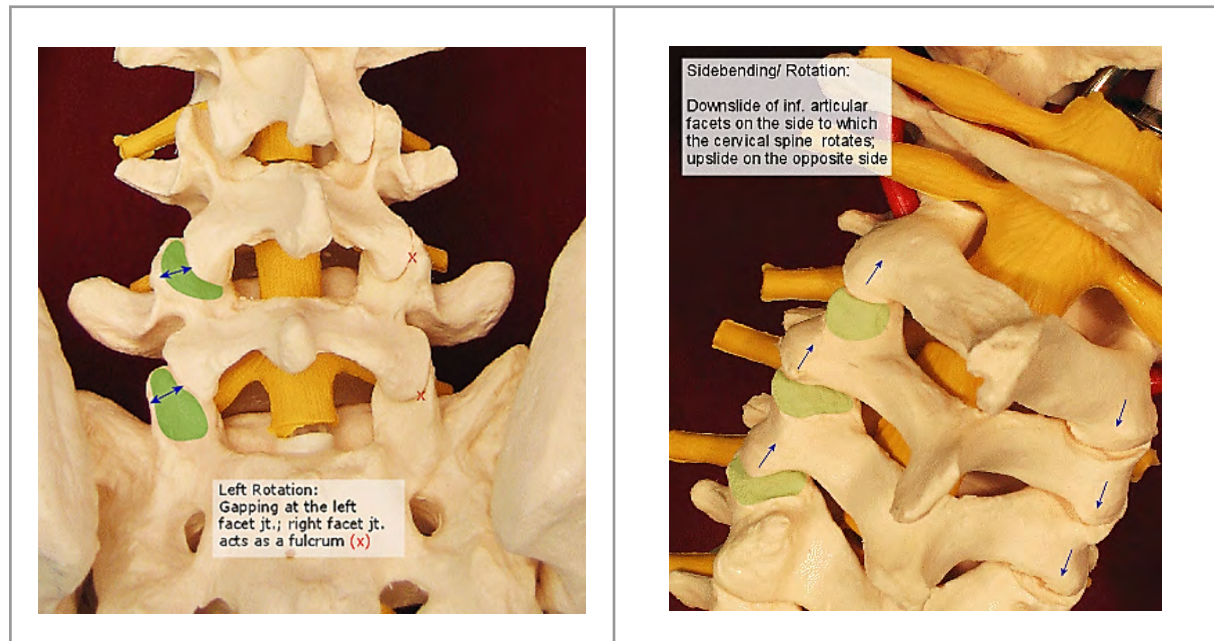 Left Rotation:
Gapping at the left
facet jt.; right facet jt.
acts as a fulcrum (x)
x
x
Sidebending/ Rotation:
Downslide of inf. articular
facets on the side to which
the cervical spine rotates;
upslide on the opposite side